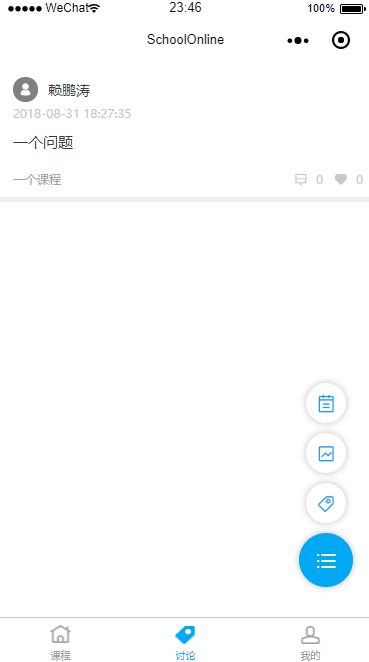 WeChat 23:46 100%
SchoolOnline
赖鹏涛
2018-08-31 18:27:35
一个问题
一个课程 0 0
课程 讨论 我的